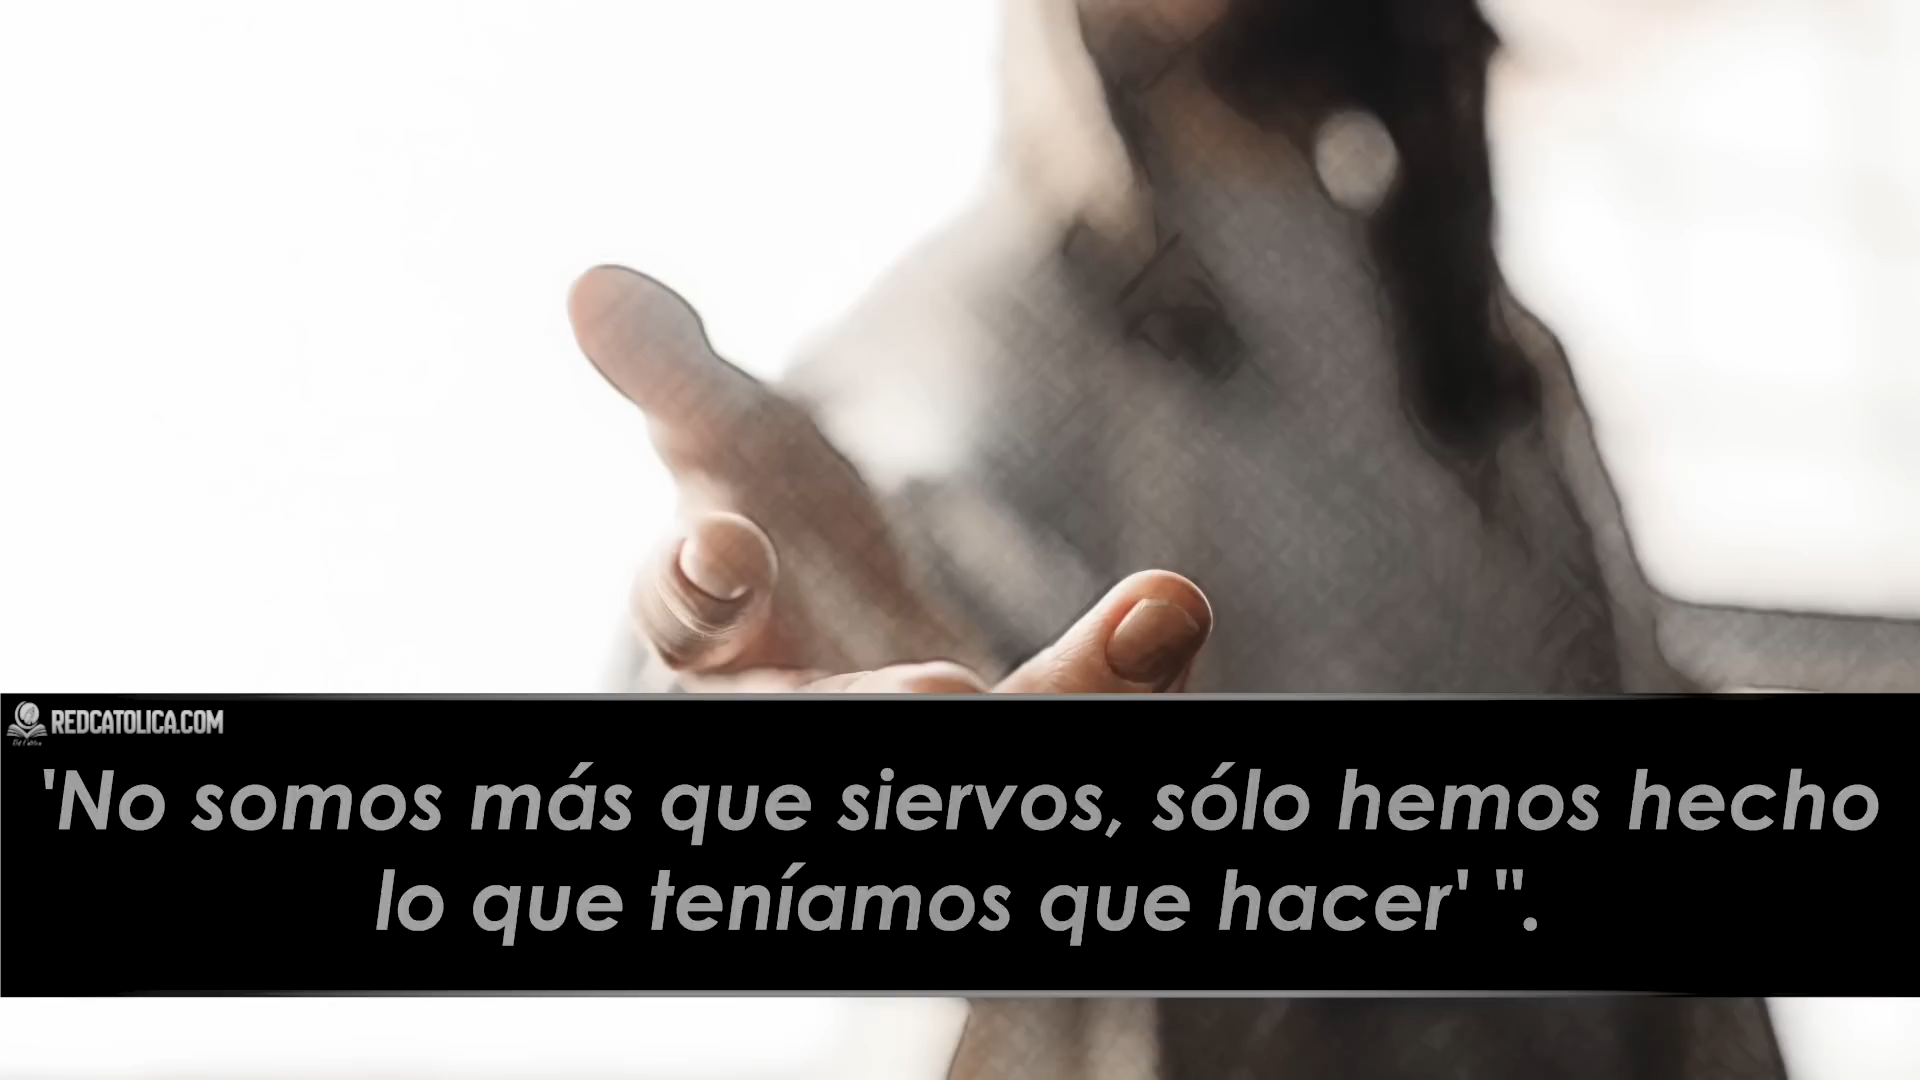 REDCATOLICA.COM
'No somos más que siervos, sólo hemos hecho
lo que teníamos que hacer' ".